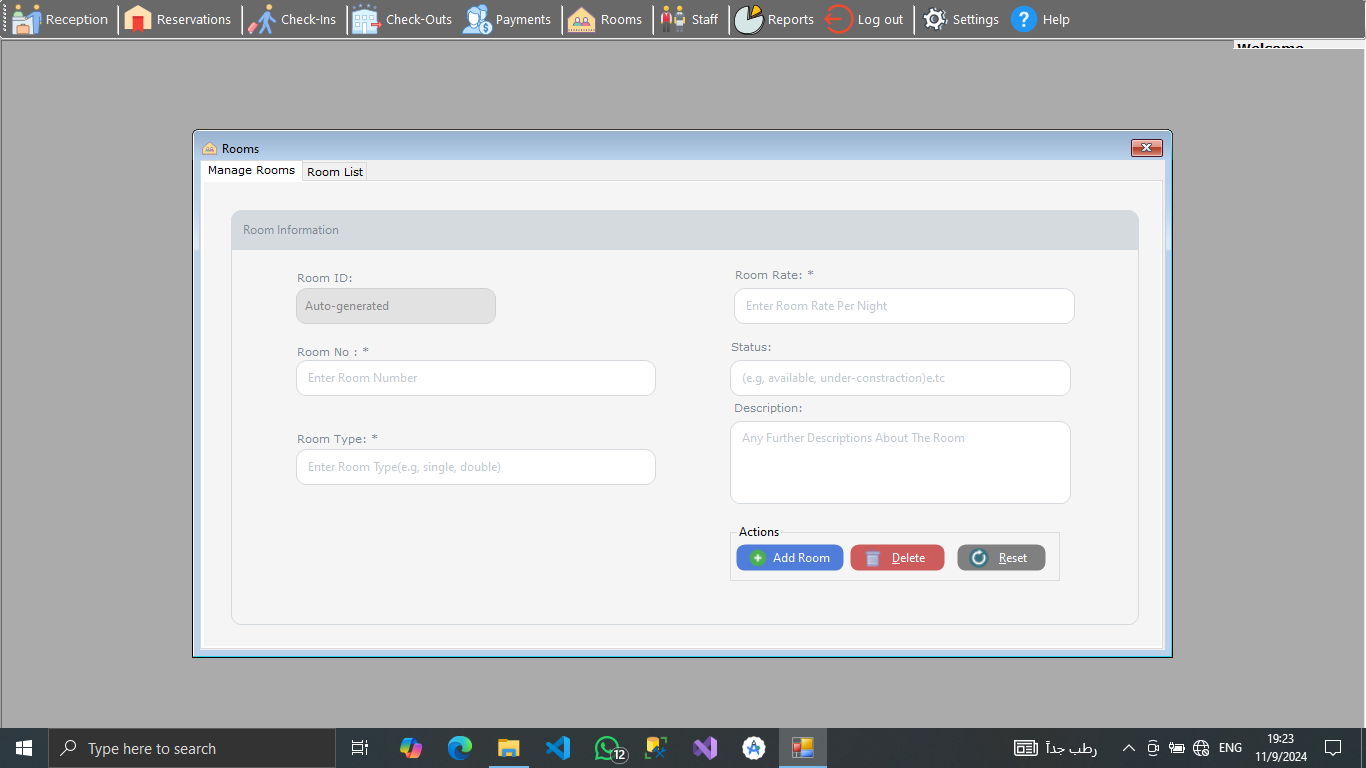 Reception Reservations Check-Ins Check-Outs Payments Rooms Staff Reports Log out Settings ? Help
Welcome
Rooms
Manage Rooms Room List
Room Information
Room ID:
Auto-generated
Room No : *
Enter Room Number
Room Type: *
Enter Room Type(e.g, single, double)
Room Rate: *
Enter Room Rate Per Night
Status:
(e.g, available, under-constraction)e.tc
Description:
Any Further Descriptions About The Room
Actions
Add Room Delete Reset
Type here to search
12
رطب جداً
ENG
19:23
11/9/2024